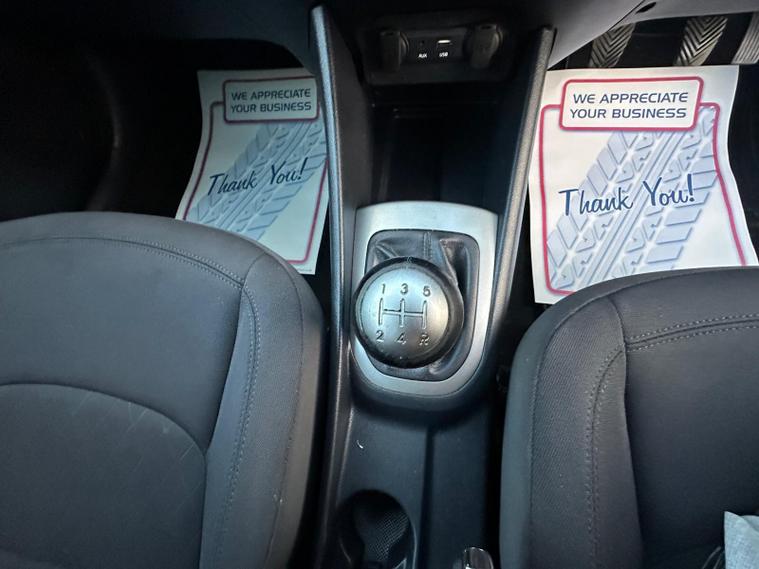 AUX USB
WE APPRECIATE
YOUR BUSINESS
Thank You!
WE APPRECIATE
YOUR BUSINESS
Thank You!
1 3 5
2 4 R